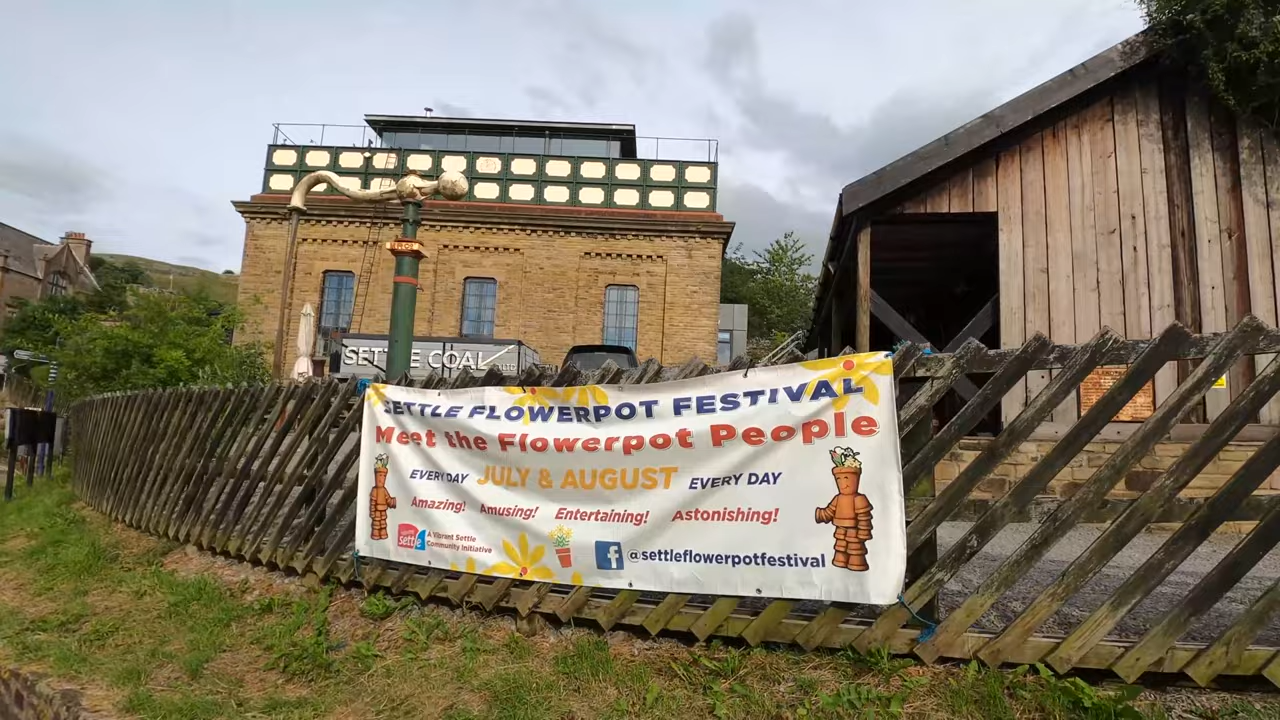 SETTLE COAL LTD
SETTLE FLOWERPOT FESTIVAL
Meet the Flowerpot People
EVERY DAY JULY & AUGUST EVERY DAY
Amazing! Amusing! Entertaining! Astonishing!
settle
A Vibrant Settle
Community Initiative
f @settleflowerpotfestival